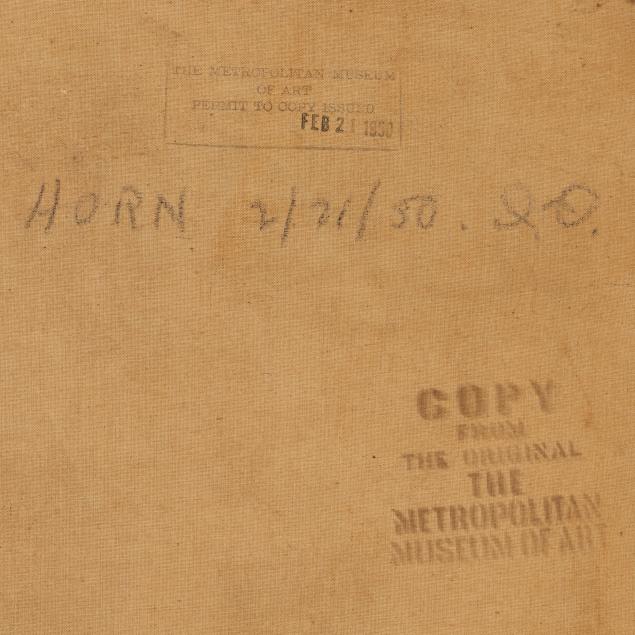 THE METROPOLITAN MUSEUM
OF ART
PERMIT TO COPY ISSUED
FEB 21 1950
HORN 2/21/50.
COPY
FROM
THE ORIGINAL
THE
METROPOLITAN
MUSEUM OF ART